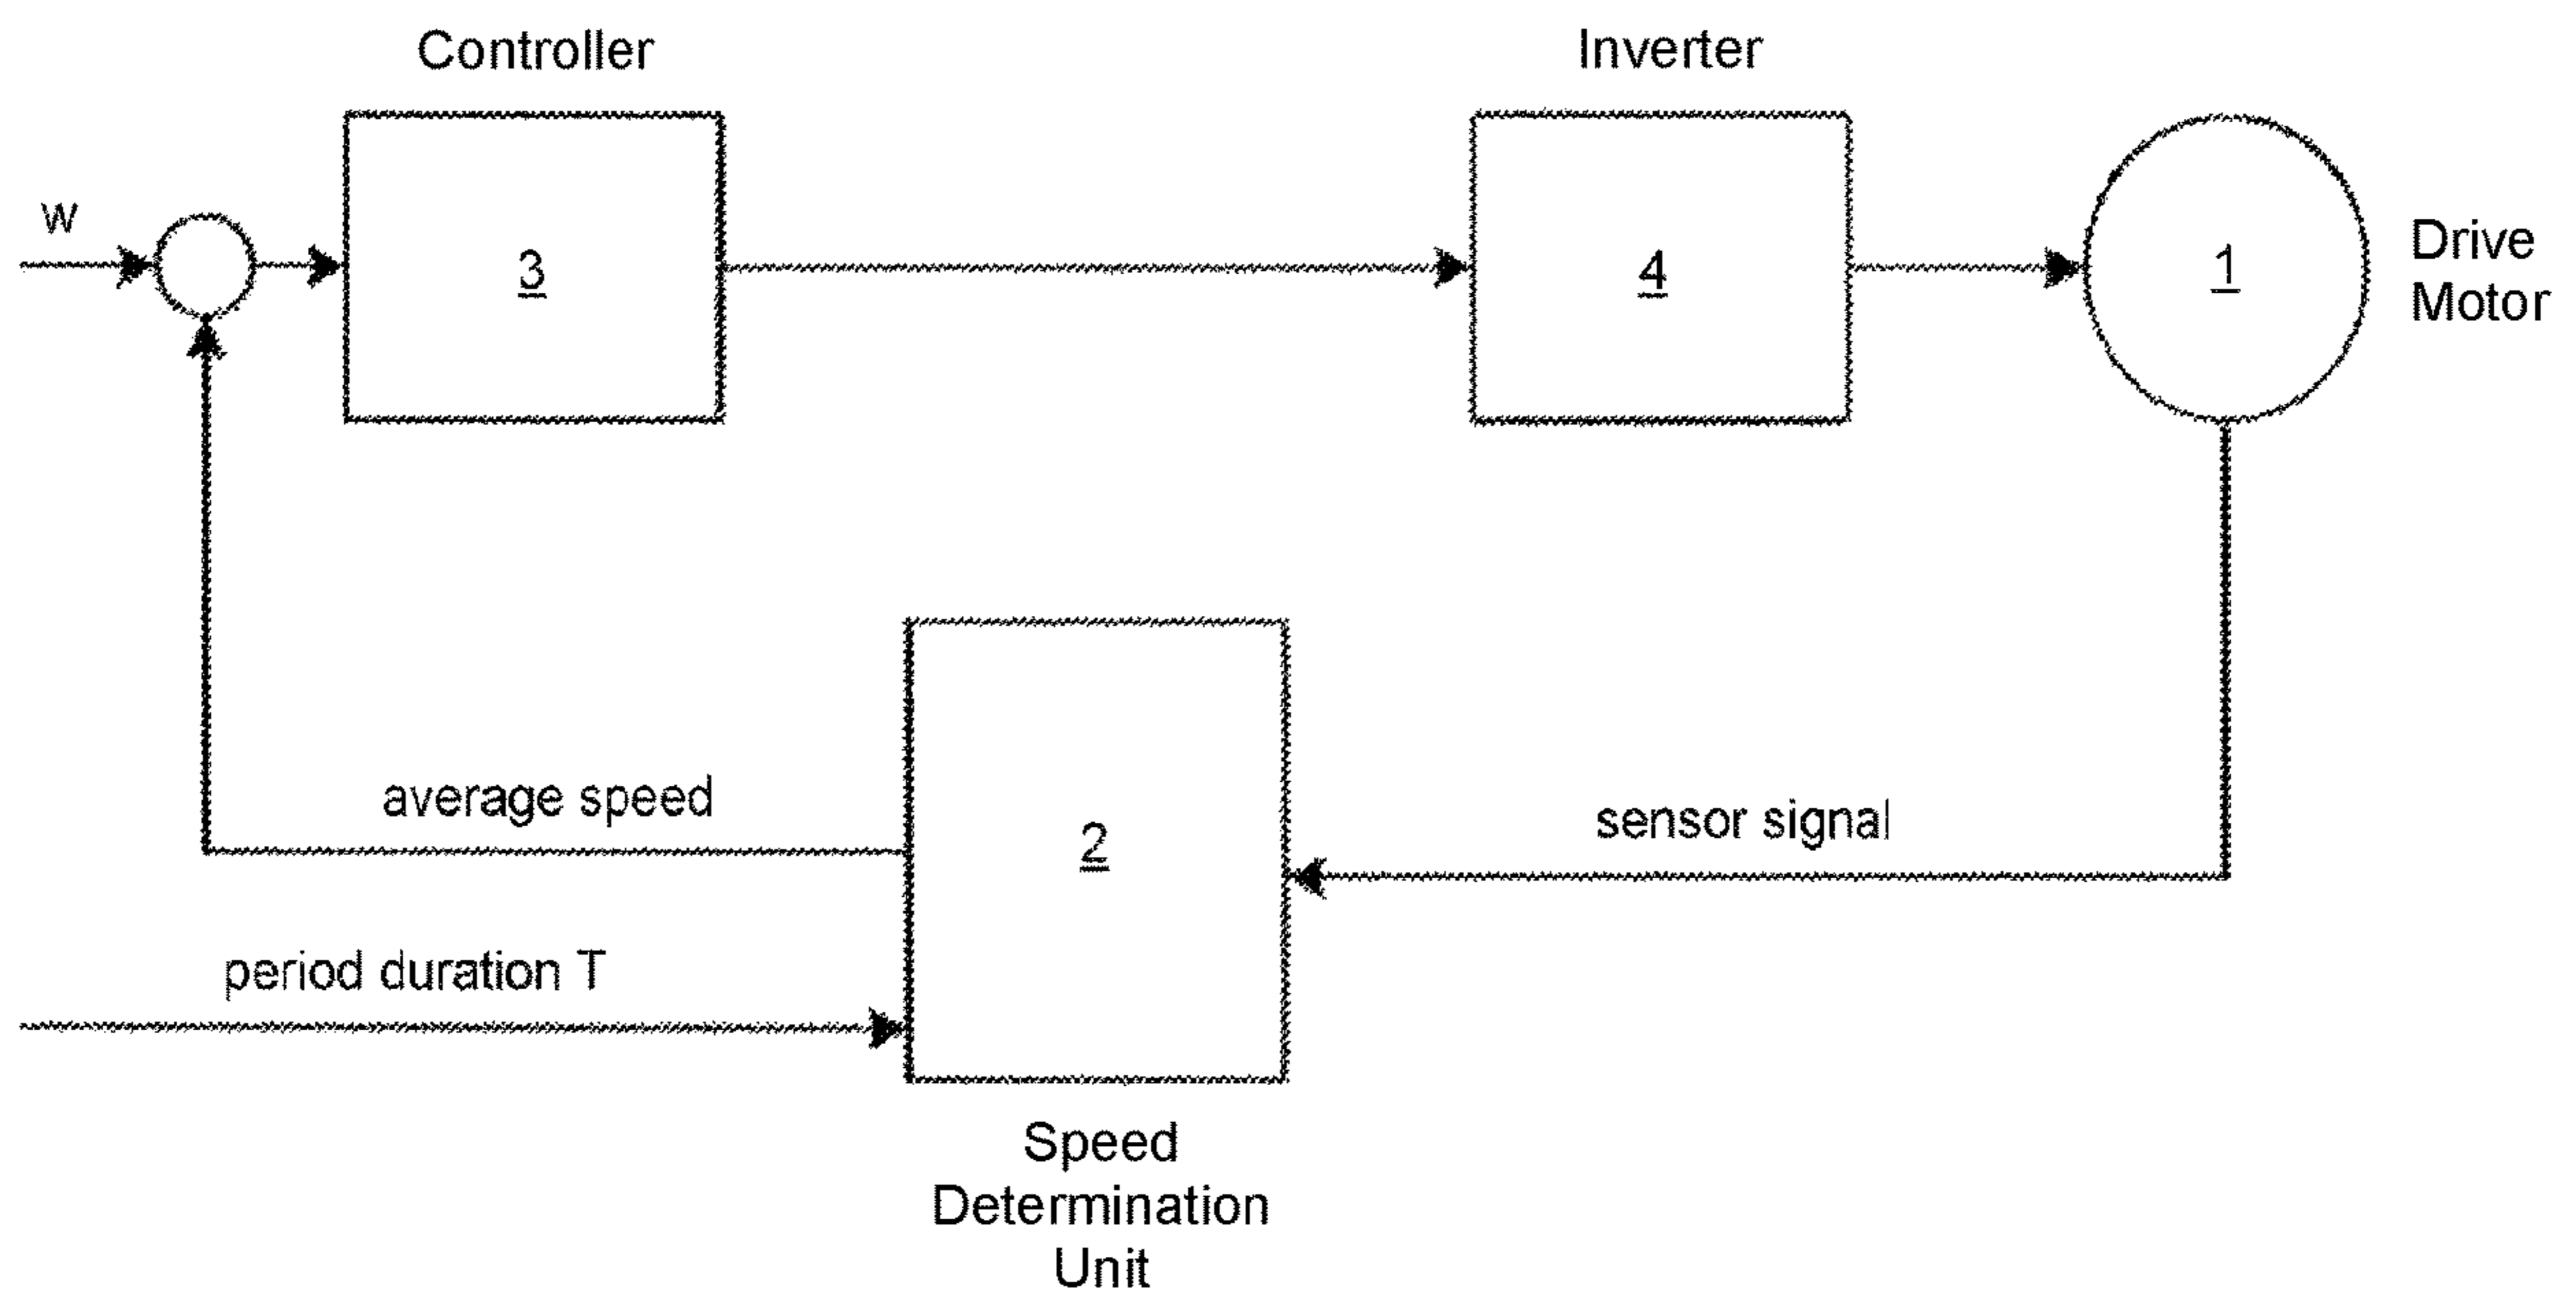 Controller
Inverter
w
3
4
1
Drive
Motor
average speed
2
sensor signal
period duration T
Speed
Determination
Unit